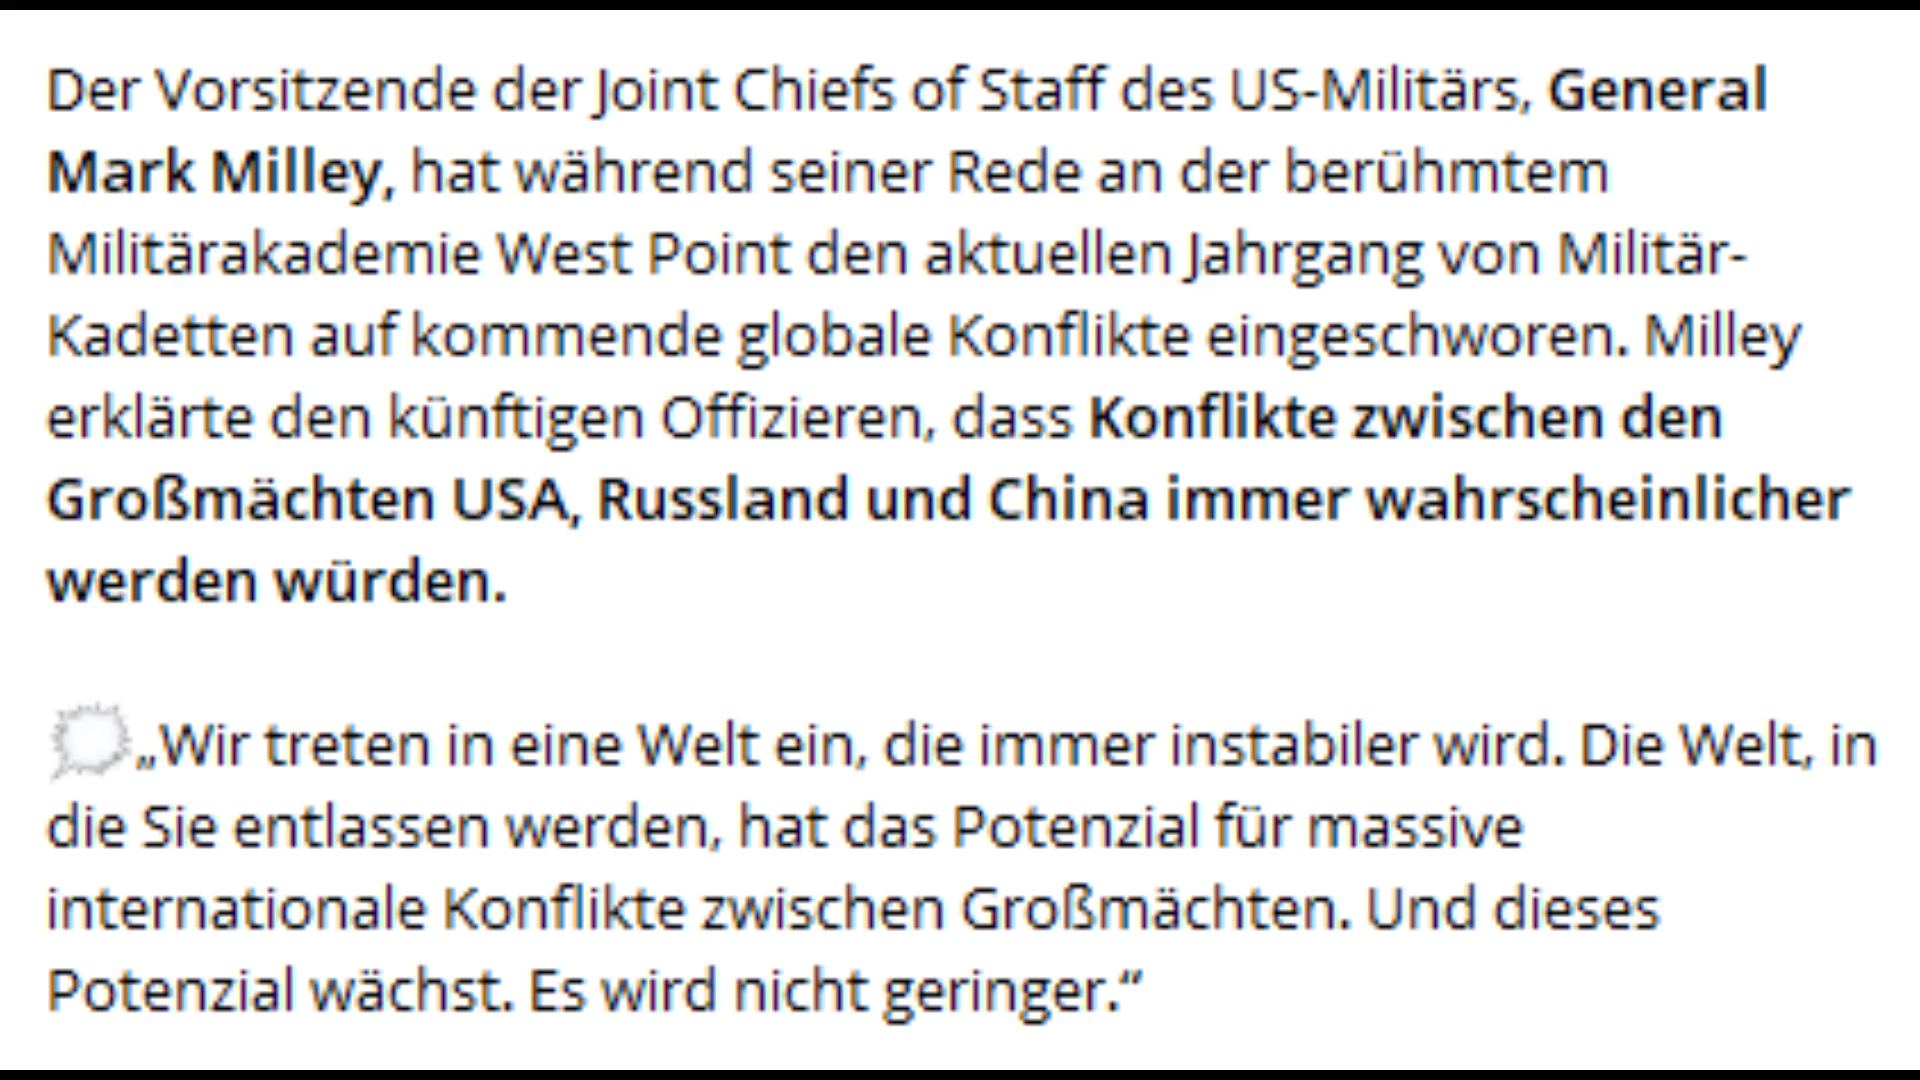 Der Vorsitzende der Joint Chiefs of Staff des US-Militärs, General
Mark Milley, hat während seiner Rede an der berühmtem
Militärakademie West Point den aktuellen Jahrgang von Militär-
Kadetten auf kommende globale Konflikte eingeschworen. Milley
erklärte den künftigen Offizieren, dass Konflikte zwischen den
Großmächten USA, Russland und China immer wahrscheinlicher
werden würden.
„Wir treten in eine Welt ein, die immer instabiler wird. Die Welt, in
die Sie entlassen werden, hat das Potenzial für massive
internationale Konflikte zwischen Großmächten. Und dieses
Potenzial wächst. Es wird nicht geringer.“